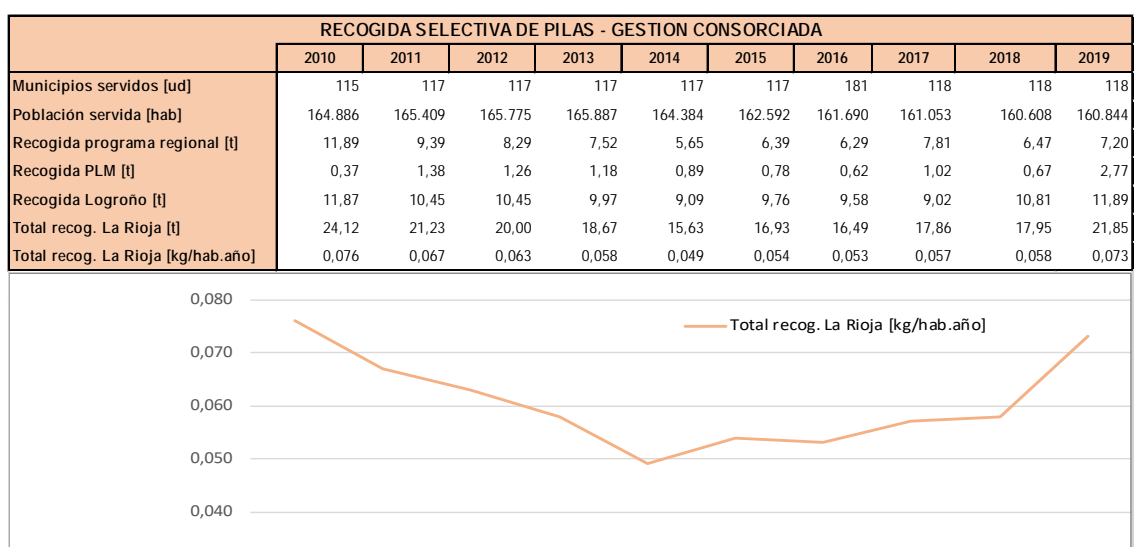 RECOGIDA SELECTIVA DE PILAS - GESTION CONSORCIADA
2010 2011 2012 2013 2014 2015 2016 2017 2018 2019
Municipios servidos [ud] 115 117 117 117 117 117 181 118 118 118
Población servida [hab] 164.886 165.409 165.775 165.887 164.384 162.592 161.690 161.053 160.608 160.844
Recogida programa regional [t] 11,89 9,39 8,29 7,52 5,65 6,39 6,29 7,81 6,47 7,20
Recogida PLM [t] 0,37 1,38 1,26 1,18 0,89 0,78 0,62 1,02 0,67 2,77
Recogida Logroño [t] 11,87 10,45 10,45 9,97 9,09 9,76 9,58 9,02 10,81 11,89
Total recog. La Rioja [t] 24,12 21,23 20,00 18,67 15,63 16,93 16,49 17,86 17,95 21,85
Total recog. La Rioja [kg/hab.año] 0,076 0,067 0,063 0,058 0,049 0,054 0,053 0,057 0,058 0,073
0,080
Total recog. La Rioja [kg/hab.año]
0,070
0,060
0,050
0,040